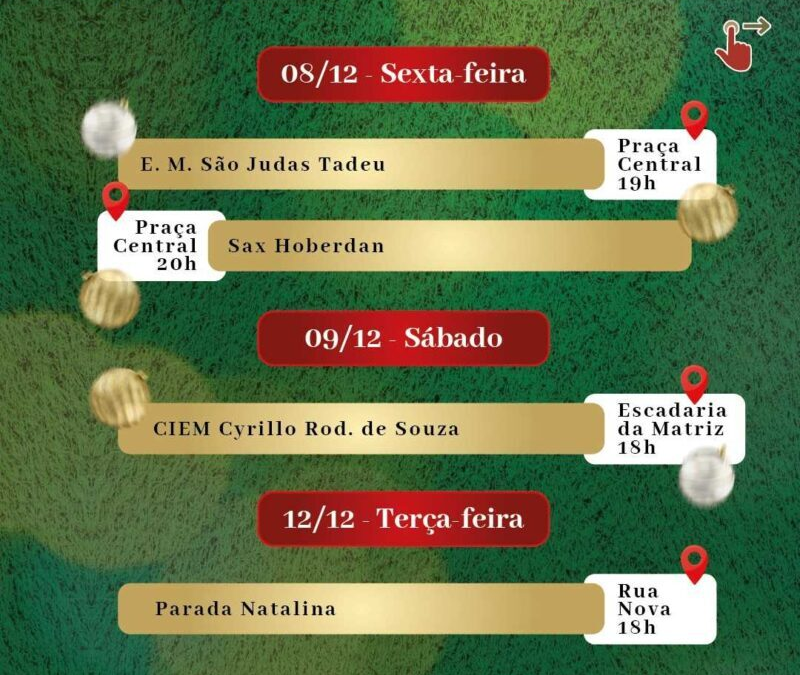 08/12 - Sexta-feira
E. M. São Judas Tadeu
Praça
Central
19h
Praça
Central
20h
Sax Hoberdan
09/12 - Sábado
CIEM Cyrillo Rod. de Souza
Escadaria
da Matriz
18h
12/12 - Terça-feira
Parada Natalina
Rua
Nova
18h